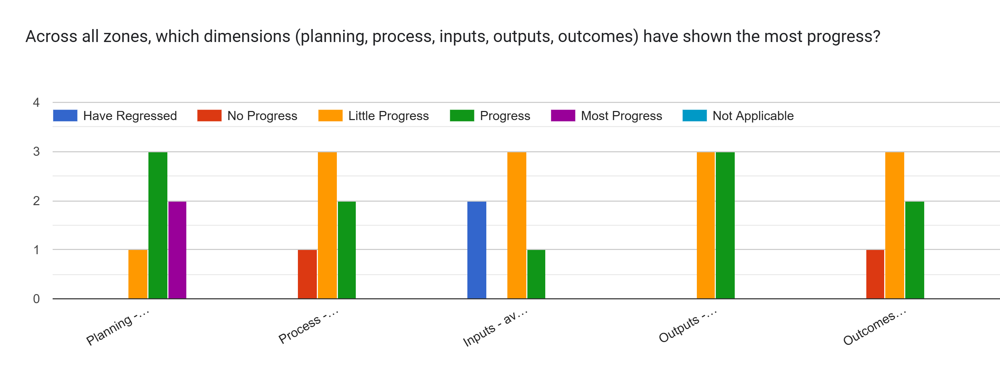 Across all zones, which dimensions (planning, process, inputs, outputs, outcomes) have shown the most progress?
4
Have Regressed No Progress Little Progress Progress Most Progress Not Applicable
3
2
1
0
Planning -…
Process -…
Inputs - av…
Outputs -…
Outcomes…